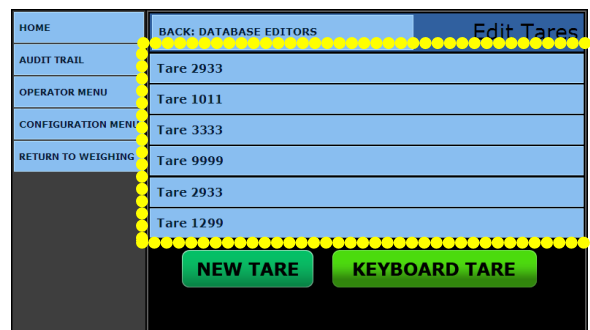 HOME
AUDIT TRAIL
OPERATOR MENU
CONFIGURATION MENU
RETURN TO WEIGHING
BACK: DATABASE EDITORS
Edit Tares
Tare 2933
Tare 1011
Tare 3333
Tare 9999
Tare 2933
Tare 1299
NEW TARE
KEYBOARD TARE